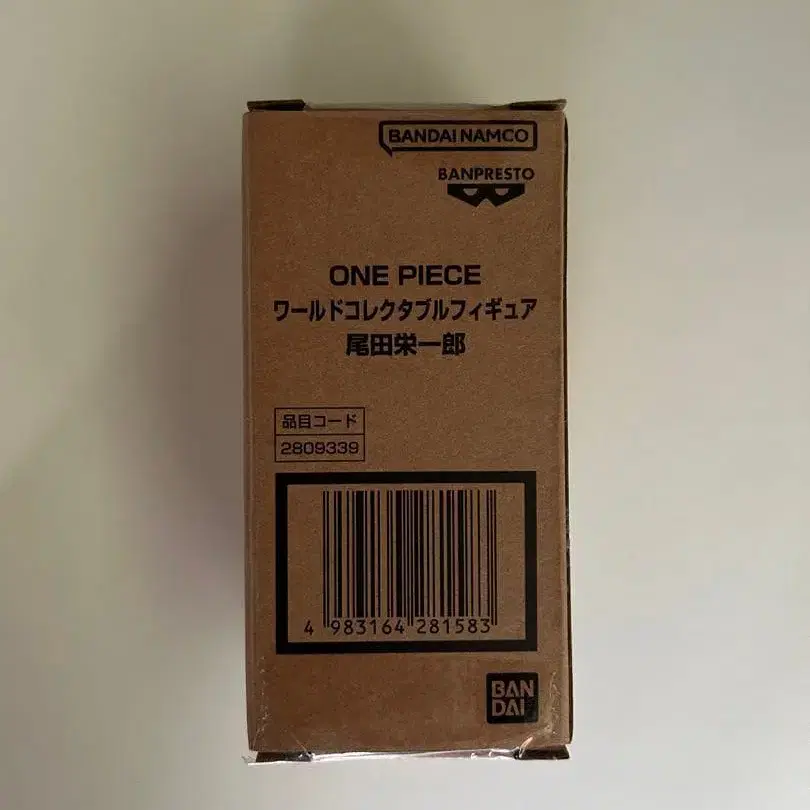 BANDAI NAMCO
BANPRESTO
ONE PIECE
ワールドコレクタブルフィギュア
尾田栄一郎
品目コード
2809339
4 983164 281583
BAN
DAI